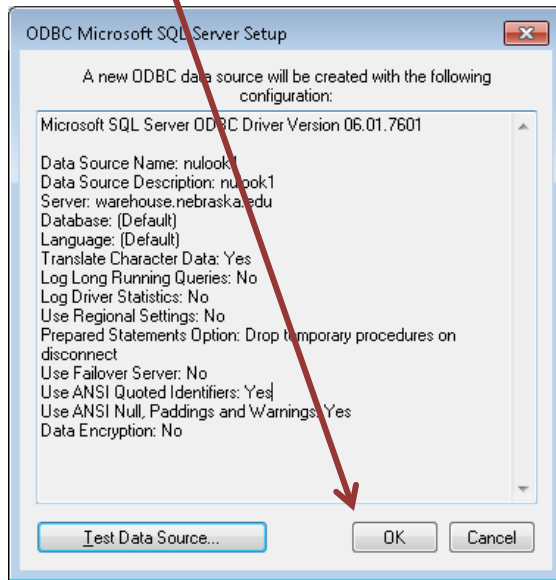 ODBC Microsoft SQL Server Setup
A new ODBC data source will be created with the following
configuration:
Microsoft SQL Server ODBC Driver Version 06.01.7601
Data Source Name: nulook1
Data Source Description: nulook1
Server: warehouse.nebraska.edu
Database: (Default)
Language: (Default)
Translate Character Data: Yes
Log Long Running Queries: No
Log Driver Statistics: No
Use Regional Settings: No
Prepared Statements Option: Drop temporary procedures on
disconnect
Use Failover Server: No
Use ANSI Quoted Identifiers: Yes
Use ANSI Null, Paddings and Warnings: Yes
Data Encryption: No
Test Data Source... OK Cancel